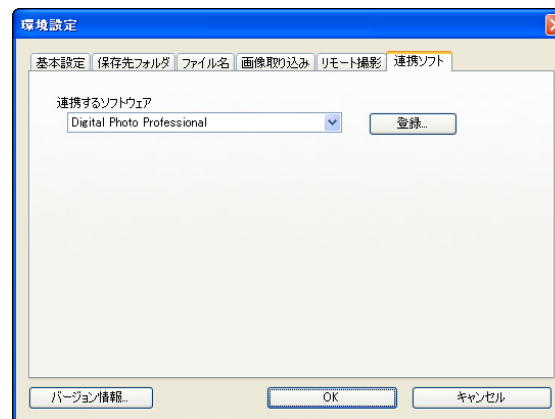 環境設定
基本設定 保存先フォルダ ファイル名 画像取り込み リモート撮影 連携ソフト
連携するソフトウェア
Digital Photo Professional 登録...
バージョン情報... OK キャンセル